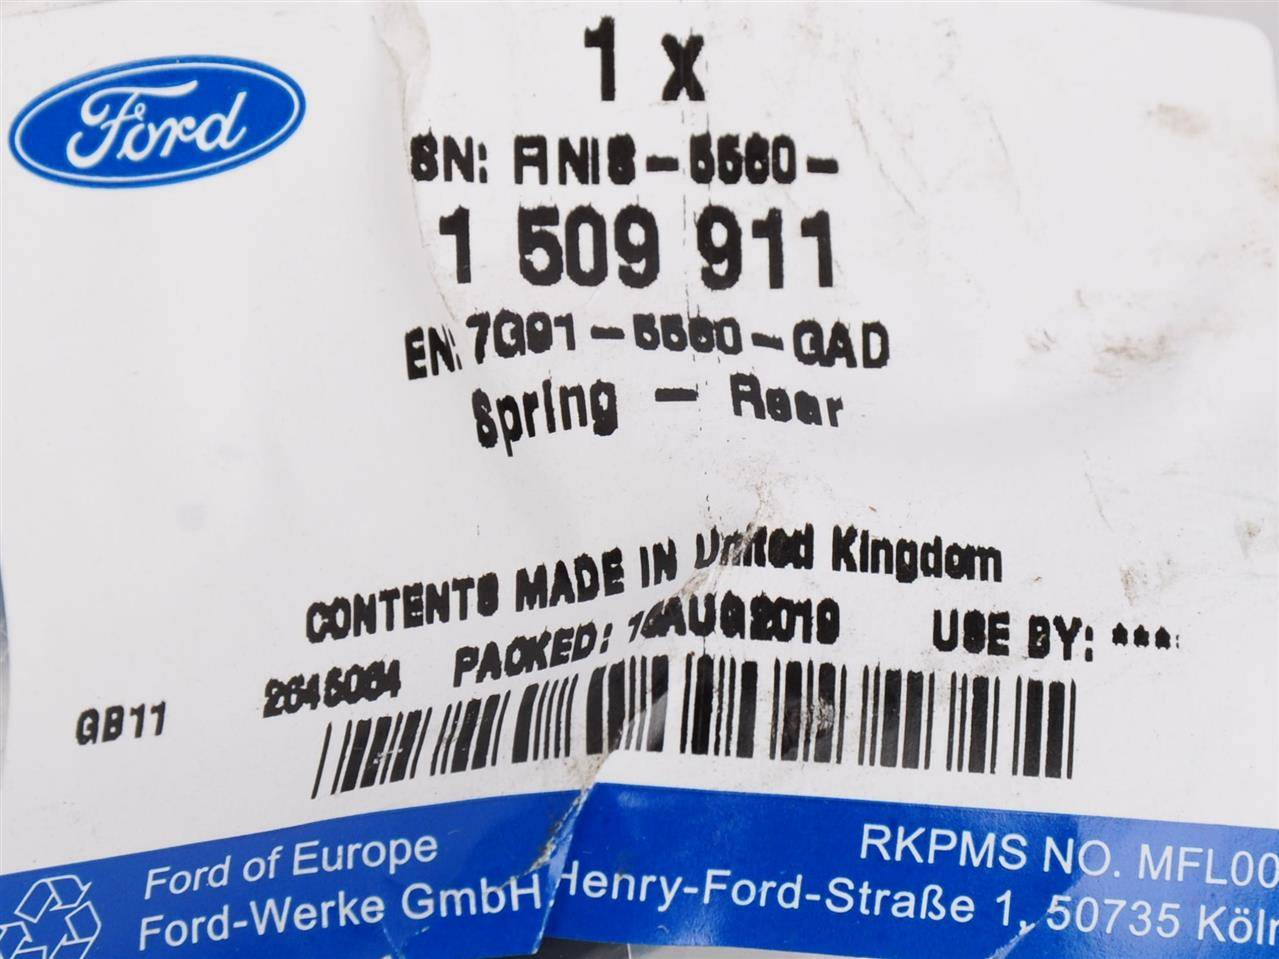 Ford
1 x
SN: RNIS-5560-
1 509 911
EN: 7G91-5560-GAD
Spring - Rear
CONTENTS MADE IN United Kingdom
2645064 PACKED: AUG2019 USE BY: ***
GB11
RKPMS NO. MFL00
Ford of Europe
Ford-Werke GmbH, Henry-Ford-Straße 1, 50735 Köln